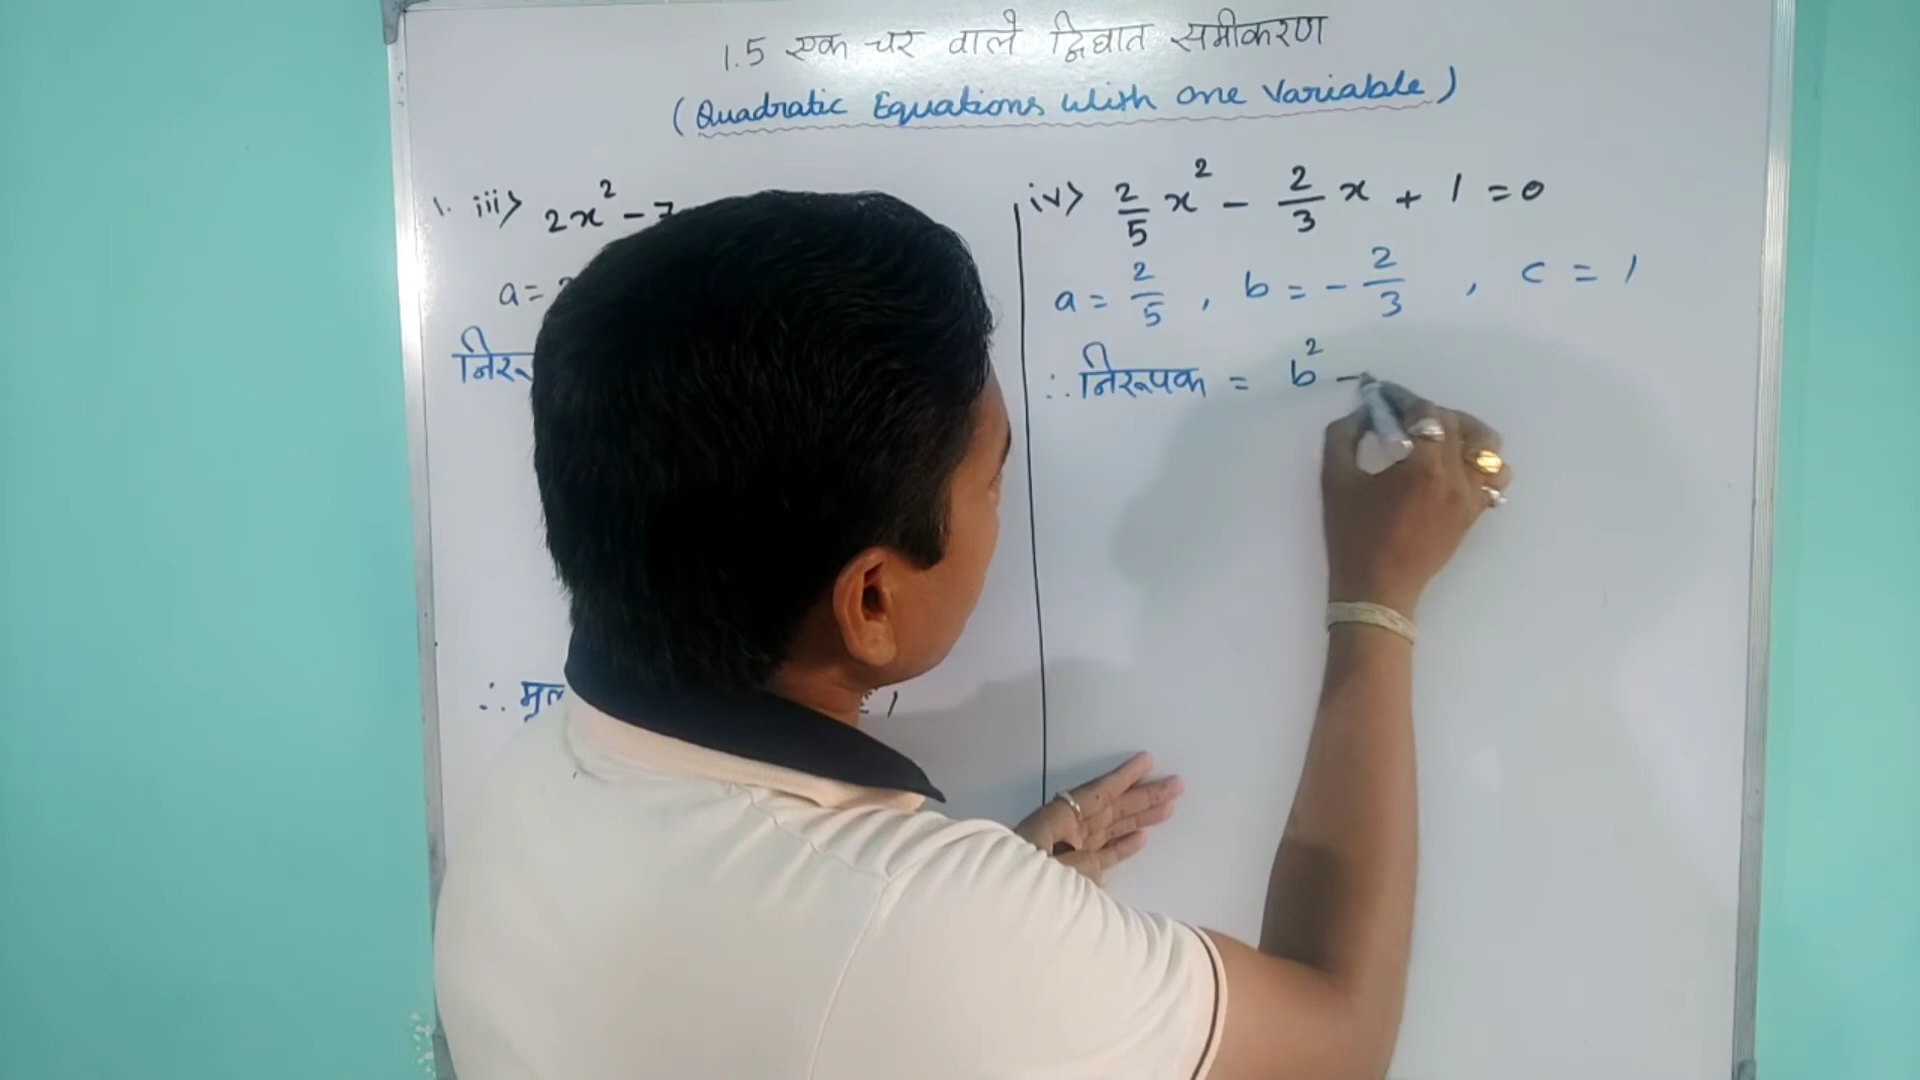 1.5 एक चर वाले द्विघात समीकरण
(Quadratic Equations with one Variable)
1. iii> 2x² - 7
a =
∴ मूल
iv> 2/5 x² - 2/3 x + 1 = 0
a = 2/5 , b = - 2/3 , c = 1
∴ निरूपक = b² -